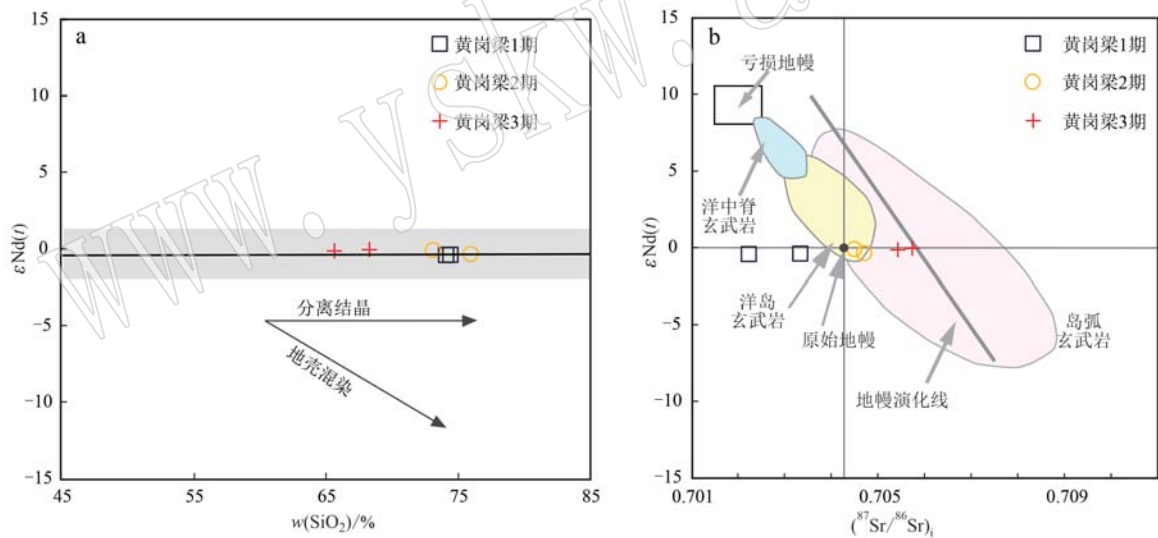 a
黄岗梁1期
黄岗梁2期
黄岗梁3期
分离结晶
地壳混染
εNd(t)
15
10
5
0
−5
−10
−15
45
55
65
75
85
w(SiO₂)/%
b
黄岗梁1期
黄岗梁2期
黄岗梁3期
亏损地幔
洋中脊
玄武岩
洋岛
玄武岩
原始地幔
岛弧
玄武岩
地幔演化线
εNd(t)
15
10
5
0
−5
−10
−15
0.701
0.705
0.709
(⁸⁷Sr/⁸⁶Sr)ᵢ